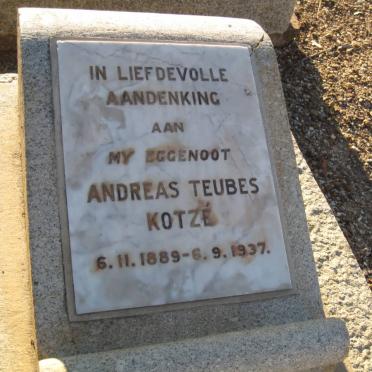 IN LIEFDEVOLLE
AANDENKING
AAN
MY EGGENOOT
ANDREAS TEUBES
KOTZÉ
6.11.1889-6.9.1937.